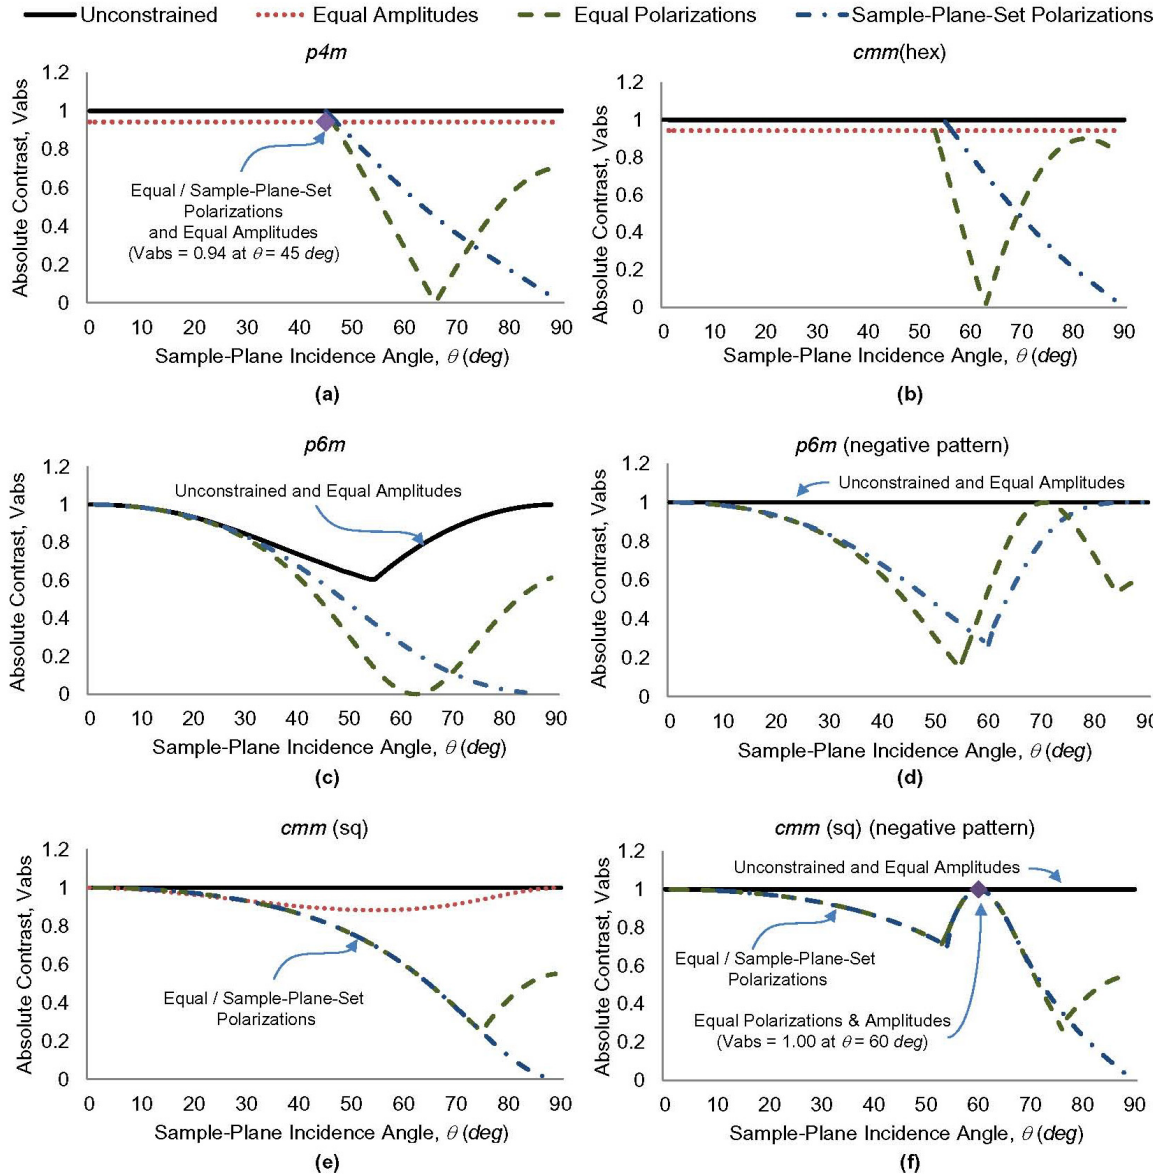 Unconstrained Equal Amplitudes Equal Polarizations Sample-Plane-Set Polarizations
p4m
Absolute Contrast, Vabs
1.2
1
0.8
0.6
0.4
0.2
0
Equal / Sample-Plane-Set
Polarizations
and Equal Amplitudes
(Vabs = 0.94 at θ = 45 deg)
0 10 20 30 40 50 60 70 80 90
Sample-Plane Incidence Angle, θ (deg)
(a)
cmm(hex)
Absolute Contrast, Vabs
1.2
1
0.8
0.6
0.4
0.2
0
0 10 20 30 40 50 60 70 80 90
Sample-Plane Incidence Angle, θ (deg)
(b)
p6m
Absolute Contrast, Vabs
1.2
1
0.8
0.6
0.4
0.2
0
Unconstrained and Equal Amplitudes
0 10 20 30 40 50 60 70 80 90
Sample-Plane Incidence Angle, θ (deg)
(c)
p6m (negative pattern)
Absolute Contrast, Vabs
1.2
1
0.8
0.6
0.4
0.2
0
Unconstrained and Equal Amplitudes
0 10 20 30 40 50 60 70 80 90
Sample-Plane Incidence Angle, θ (deg)
(d)
cmm (sq)
Absolute Contrast, Vabs
1.2
1
0.8
0.6
0.4
0.2
0
Equal / Sample-Plane-Set
Polarizations
0 10 20 30 40 50 60 70 80 90
Sample-Plane Incidence Angle, θ (deg)
(e)
cmm (sq) (negative pattern)
Absolute Contrast, Vabs
1.2
1
0.8
0.6
0.4
0.2
0
Unconstrained and Equal Amplitudes
Equal / Sample-Plane-Set
Polarizations
Equal Polarizations & Amplitudes
(Vabs = 1.00 at θ = 60 deg)
0 10 20 30 40 50 60 70 80 90
Sample-Plane Incidence Angle, θ (deg)
(f)